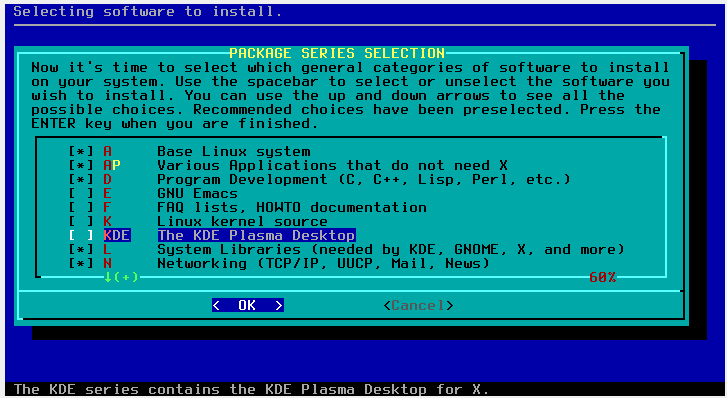 Selecting software to install.
PACKAGE SERIES SELECTION
Now it's time to select which general categories of software to install
on your system. Use the spacebar to select or unselect the software you
wish to install. You can use the up and down arrows to see all the
possible choices. Recommended choices have been preselected. Press the
ENTER key when you are finished.
[*] A Base Linux system
[*] AP Various Applications that do not need X
[*] D Program Development (C, C++, Lisp, Perl, etc.)
[ ] E GNU Emacs
[ ] F FAQ lists, HOWTO documentation
[ ] K Linux kernel source
[ ] KDE The KDE Plasma Desktop
[*] L System Libraries (needed by KDE, GNOME, X, and more)
[*] N Networking (TCP/IP, UUCP, Mail, News)
↓(+) 60%
< OK > <Cancel>
The KDE series contains the KDE Plasma Desktop for X.